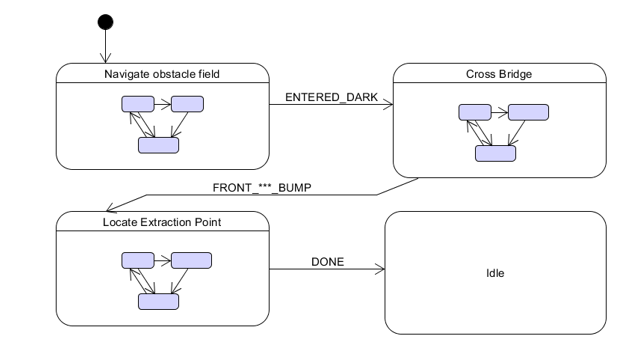 Navigate obstacle field
ENTERED_DARK
Cross Bridge
FRONT_***_BUMP
Locate Extraction Point
DONE
Idle